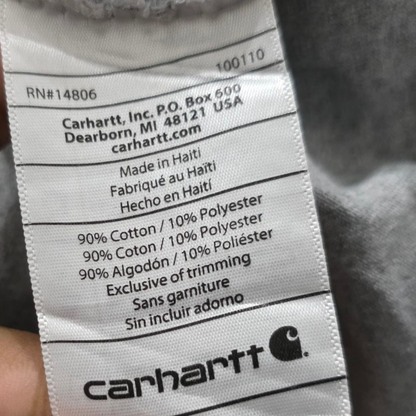 100110
RN#14806
Carhartt, Inc. P.O. Box 600
Dearborn, MI 48121 USA
carhartt.com
Made in Haiti
Fabriqué au Haïti
Hecho en Haití
90% Cotton / 10% Polyester
90% Coton / 10% Polyester
90% Algodón / 10% Poliéster
Exclusive of trimming
Sans garniture
Sin incluir adorno
carhartt